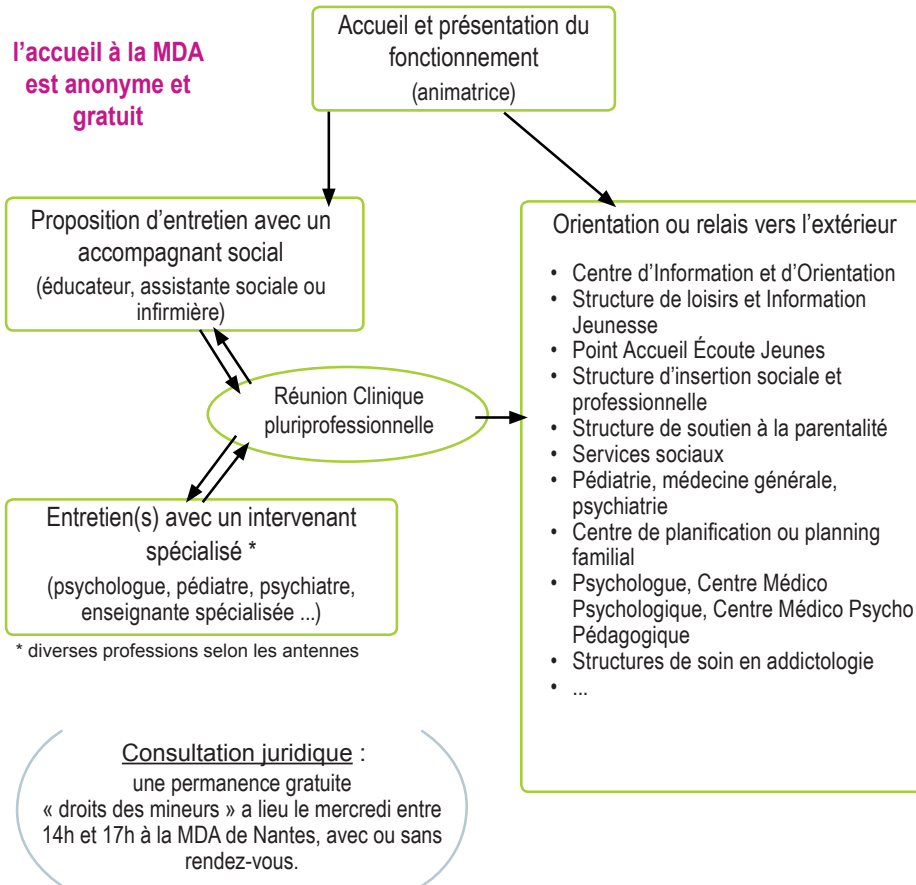 l'accueil à la MDA
est anonyme et
gratuit
Accueil et présentation du
fonctionnement
(animatrice)
Proposition d'entretien avec un
accompagnant social
(éducateur, assistante sociale ou
infirmière)
Réunion Clinique
pluriprofessionnelle
Entretien(s) avec un intervenant
spécialisé *
(psychologue, pédiatre, psychiatre,
enseignante spécialisée ...)
* diverses professions selon les antennes
Orientation ou relais vers l'extérieur
• Centre d'Information et d'Orientation
• Structure de loisirs et Information
Jeunesse
• Point Accueil Écoute Jeunes
• Structure d'insertion sociale et
professionnelle
• Structure de soutien à la parentalité
• Services sociaux
• Pédiatrie, médecine générale,
psychiatrie
• Centre de planification ou planning
familial
• Psychologue, Centre Médico
Psychologique, Centre Médico Psycho
Pédagogique
• Structures de soin en addictologie
• ...
Consultation juridique :
une permanence gratuite
« droits des mineurs » a lieu le mercredi entre
14h et 17h à la MDA de Nantes, avec ou sans
rendez-vous.